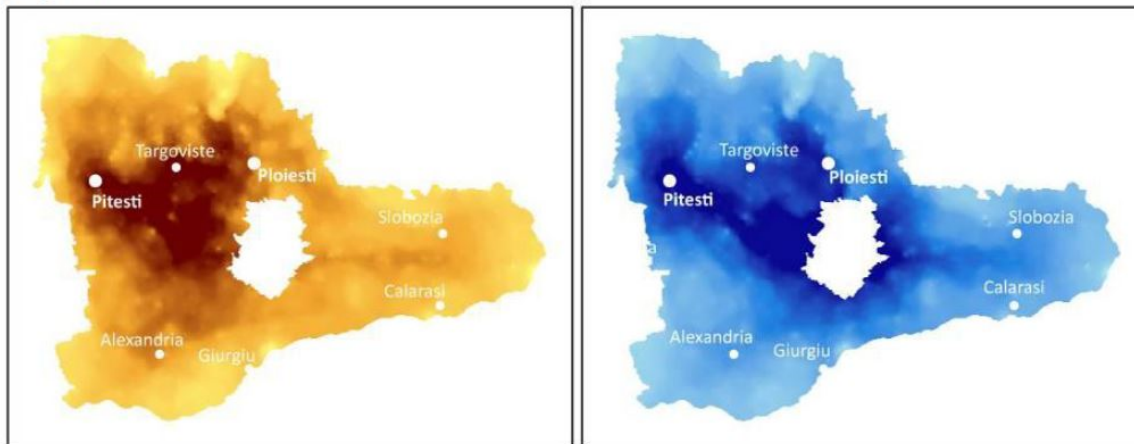 Targoviste
Ploiesti
Pitesti
Slobozia
Calarasi
Alexandria
Giurgiu
Targoviste
Ploiesti
Pitesti
Slobozia
a
Calarasi
Alexandria
Giurgiu